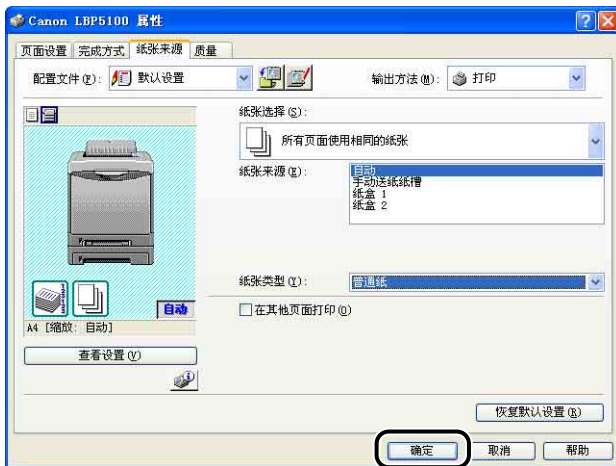 Canon LBP5100 属性
页面设置 完成方式 纸张来源 质量
配置文件(F): 默认设置 输出方法(M): 打印
纸张选择(S):
所有页面使用相同的纸张
纸张来源(E):
自动
手动送纸纸槽
纸盒 1
纸盒 2
纸张类型(Y): 普通纸
自动
在其他页面打印(O)
A4 [缩放: 自动]
查看设置(V)
恢复默认设置(R)
确定 取消 帮助